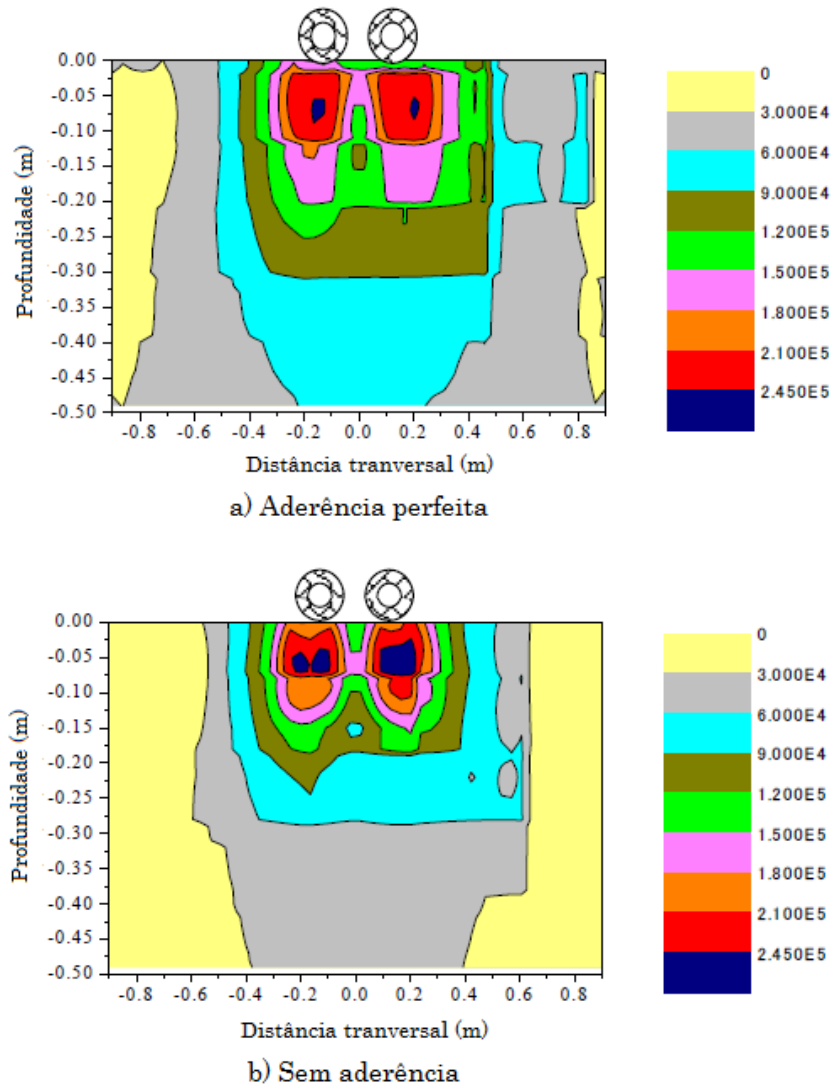 0.00
-0.05
-0.10
-0.15
-0.20
-0.25
-0.30
-0.35
-0.40
-0.45
-0.50
Profundidade (m)
-0.8 -0.6 -0.4 -0.2 0.0 0.2 0.4 0.6 0.8
Distância tranversal (m)
0
3.000E4
6.000E4
9.000E4
1.200E5
1.500E5
1.800E5
2.100E5
2.450E5
a) Aderência perfeita
0.00
-0.05
-0.10
-0.15
-0.20
-0.25
-0.30
-0.35
-0.40
-0.45
-0.50
Profundidade (m)
-0.8 -0.6 -0.4 -0.2 0.0 0.2 0.4 0.6 0.8
Distância tranversal (m)
0
3.000E4
6.000E4
9.000E4
1.200E5
1.500E5
1.800E5
2.100E5
2.450E5
b) Sem aderência